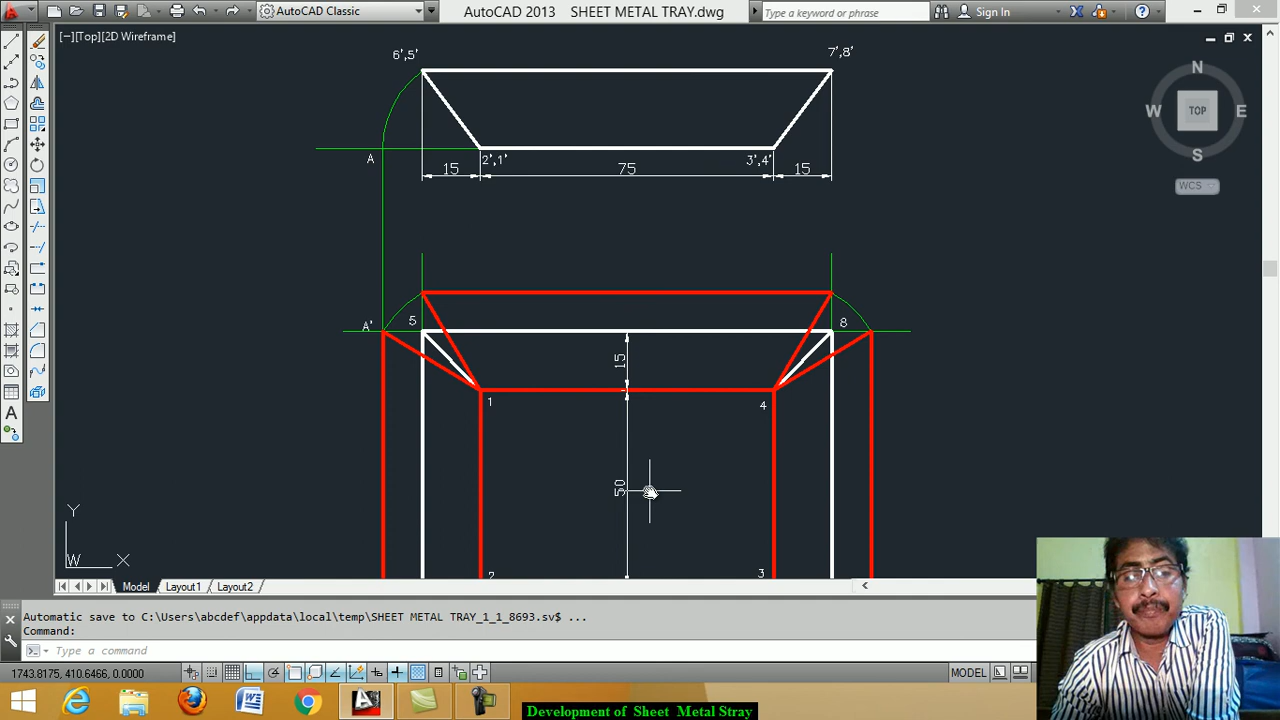 AutoCAD Classic
AutoCAD 2013 SHEET METAL TRAY.dwg
Type a keyword or phrase
Sign In
[−][Top][2D Wireframe]
6',5'
7',8'
N
W
TOP
E
S
WCS
A
2',1'
3',4'
15
75
15
A'
5
8
15
1
4
50
2
3
Y
W
X
A
Model
Layout1
Layout2
Automatic save to C:\Users\abcdef\appdata\local\temp\SHEET METAL TRAY_1_1_8693.sv$ ...
Command:
Type a command
1743.8175, 410.6466, 0.0000
MODEL
Development of Sheet Metal Stray